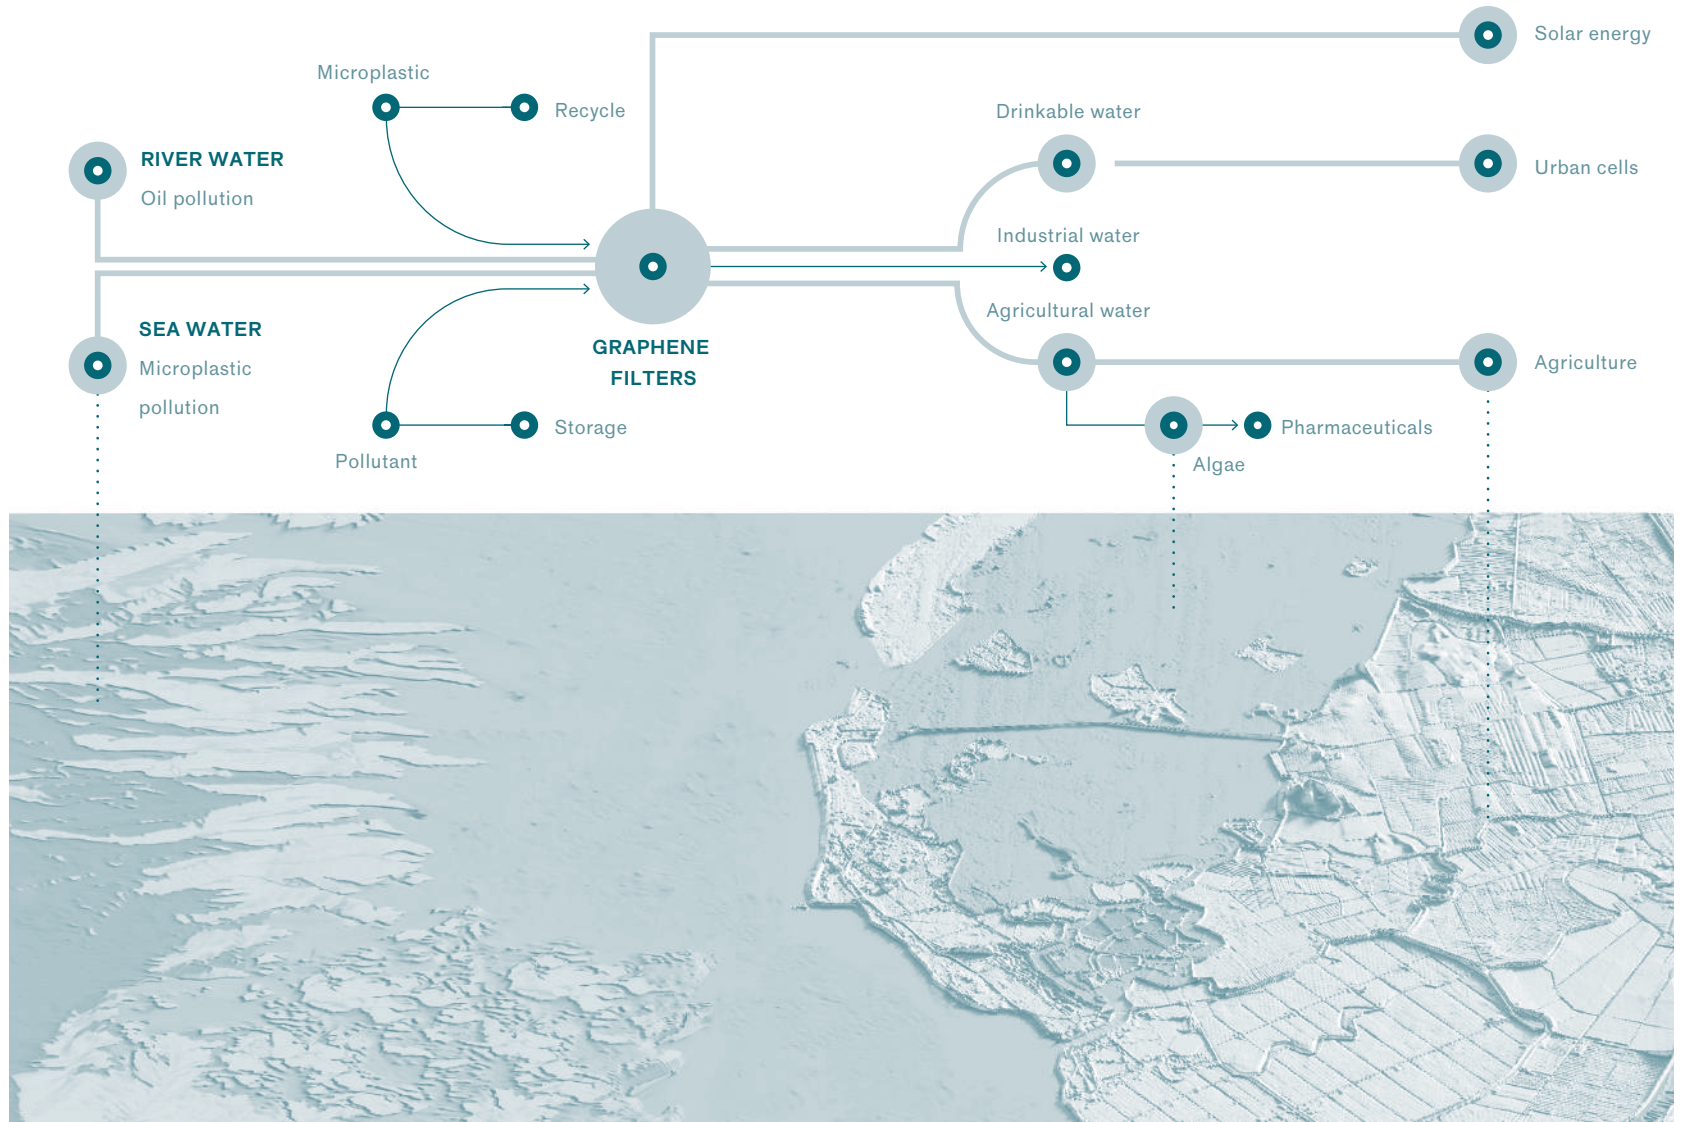 Solar energy
Microplastic
Recycle
Drinkable water
RIVER WATER
Oil pollution
Urban cells
Industrial water
Agricultural water
SEA WATER
Microplastic
pollution
GRAPHENE
FILTERS
Agriculture
Storage
Pollutant
Pharmaceuticals
Algae